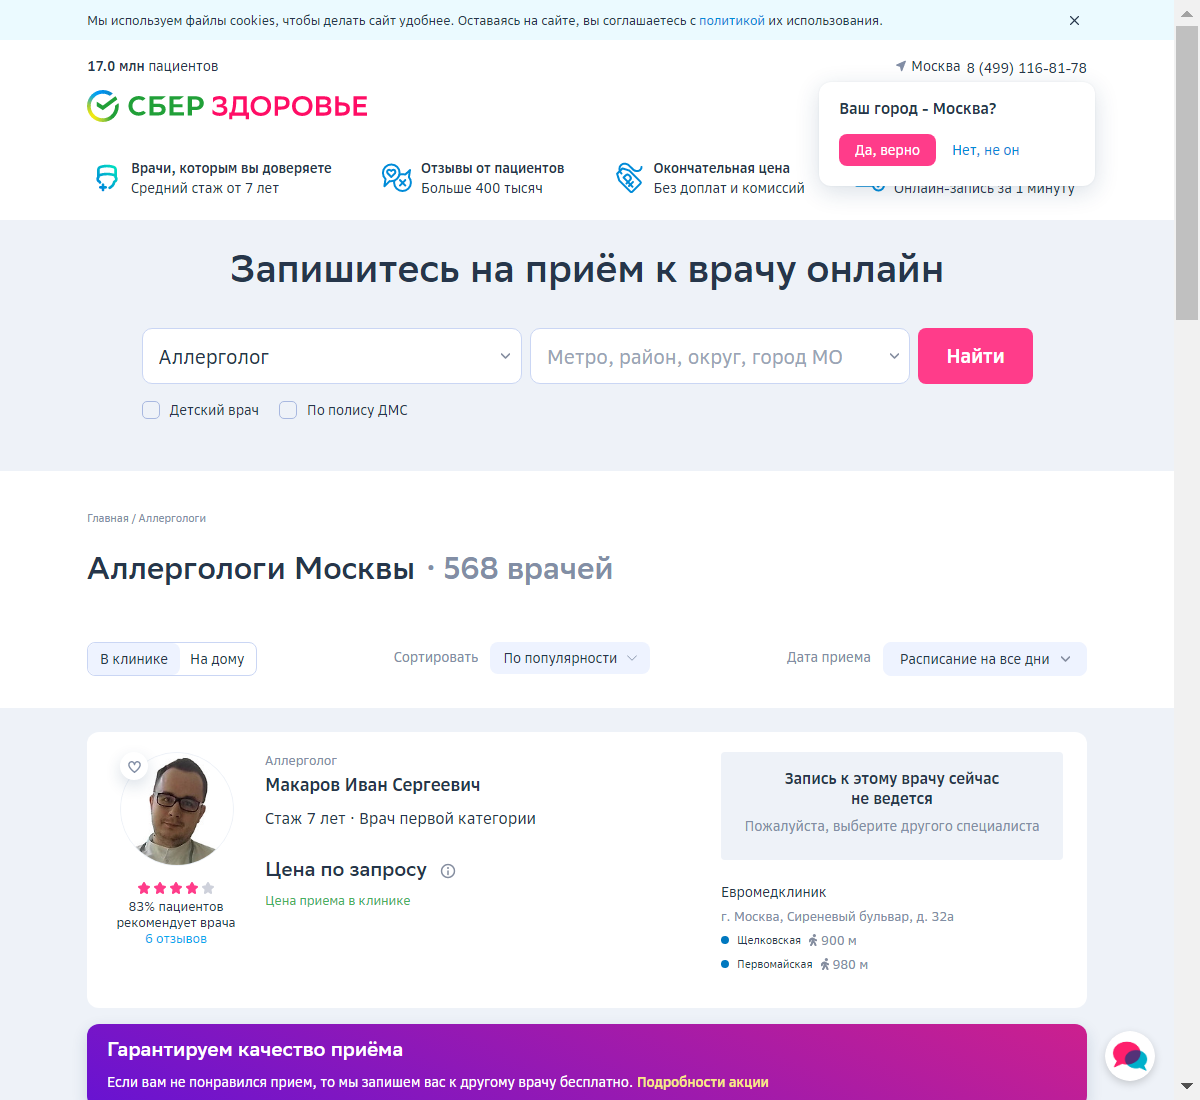 Мы используем файлы cookies, чтобы делать сайт удобнее. Оставаясь на сайте, вы соглашаетесь с политикой их использования.
17.0 млн пациентов
Москва 8 (499) 116-81-78
СБЕР ЗДОРОВЬЕ
Ваш город - Москва?
Да, верно
Нет, не он
Врачи, которым вы доверяете
Средний стаж от 7 лет
Отзывы от пациентов
Больше 400 тысяч
Окончательная цена
Без доплат и комиссий
Онлайн-запись за 1 минуту
Запишитесь на приём к врачу онлайн
Аллерголог
Метро, район, округ, город МО
Найти
Детский врач
По полису ДМС
Главная / Аллергологи
Аллергологи Москвы · 568 врачей
В клинике
На дому
Сортировать
По популярности
Дата приема
Расписание на все дни
Аллерголог
Макаров Иван Сергеевич
Стаж 7 лет · Врач первой категории
Цена по запросу
Цена приема в клинике
83% пациентов
рекомендует врача
6 отзывов
Запись к этому врачу сейчас
не ведется
Пожалуйста, выберите другого специалиста
Евромедклиник
г. Москва, Сиреневый бульвар, д. 32а
Щелковская 900 м
Первомайская 980 м
Гарантируем качество приёма
Если вам не понравился прием, то мы запишем вас к другому врачу бесплатно. Подробности акции